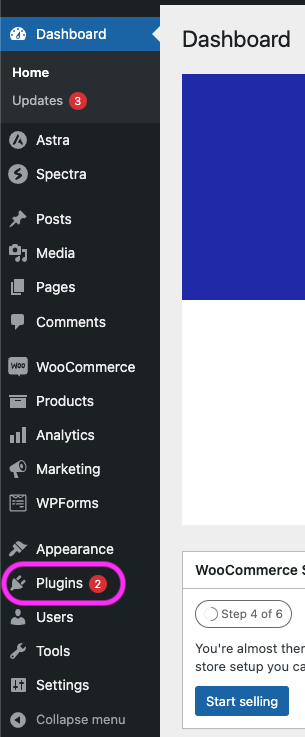 Dashboard
Home
Updates 3
Astra
Spectra
Posts
Media
Pages
Comments
WooCommerce
Products
Analytics
Marketing
WPForms
Appearance
Plugins 2
Users
Tools
Settings
Collapse menu
Dashboard
WooCommerce S
Step 4 of 6
You're almost ther
store setup you ca
Start selling